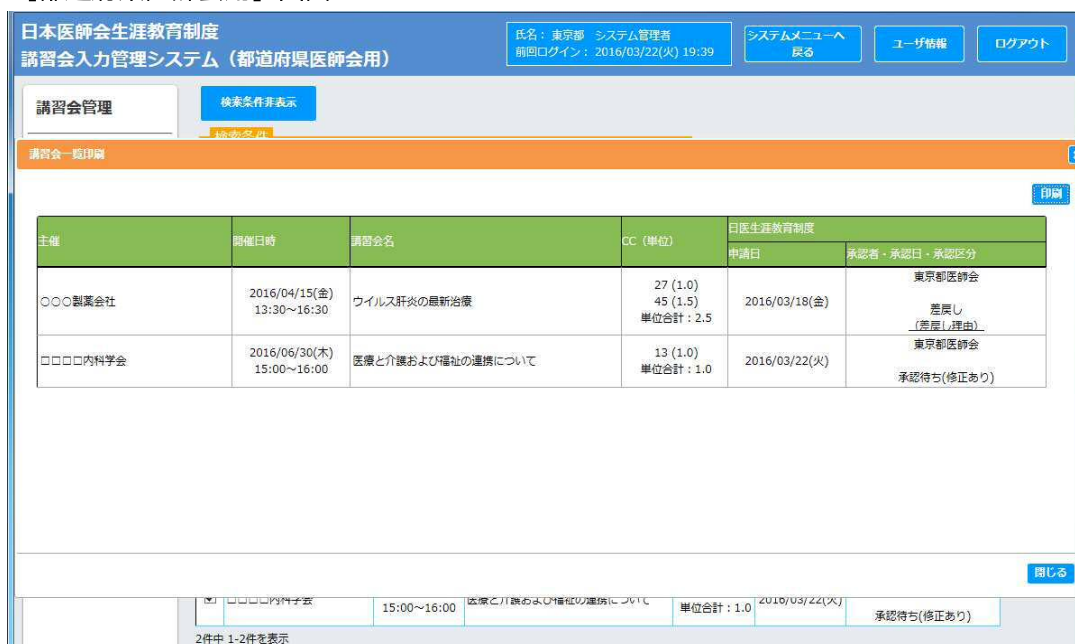 日本医師会生涯教育制度
講習会入力管理システム（都道府県医師会用）
氏名： 東京都 システム管理者
前回ログイン： 2016/03/22(火) 19:39
システムメニューへ
戻る
ユーザ情報
ログアウト
講習会管理
検索条件非表示
検索条件
講習会一覧印刷
印刷
主催
開催日時
講習会名
CC（単位）
日医生涯教育制度
申請日
承認者・承認日・承認区分
○○○製薬会社
2016/04/15(金)
13:30～16:30
ウイルス肝炎の最新治療
27 (1.0)
45 (1.5)
単位合計：2.5
2016/03/18(金)
東京都医師会
差戻し
（差戻し理由）
□□□□内科学会
2016/06/30(木)
15:00～16:00
医療と介護および福祉の連携について
13 (1.0)
単位合計：1.0
2016/03/22(火)
東京都医師会
承認待ち(修正あり)
閉じる
□□□□内科学会
15:00～16:00
医療と介護および福祉の連携について
単位合計：1.0
2016/03/22(火)
承認待ち(修正あり)
2件中 1-2件を表示